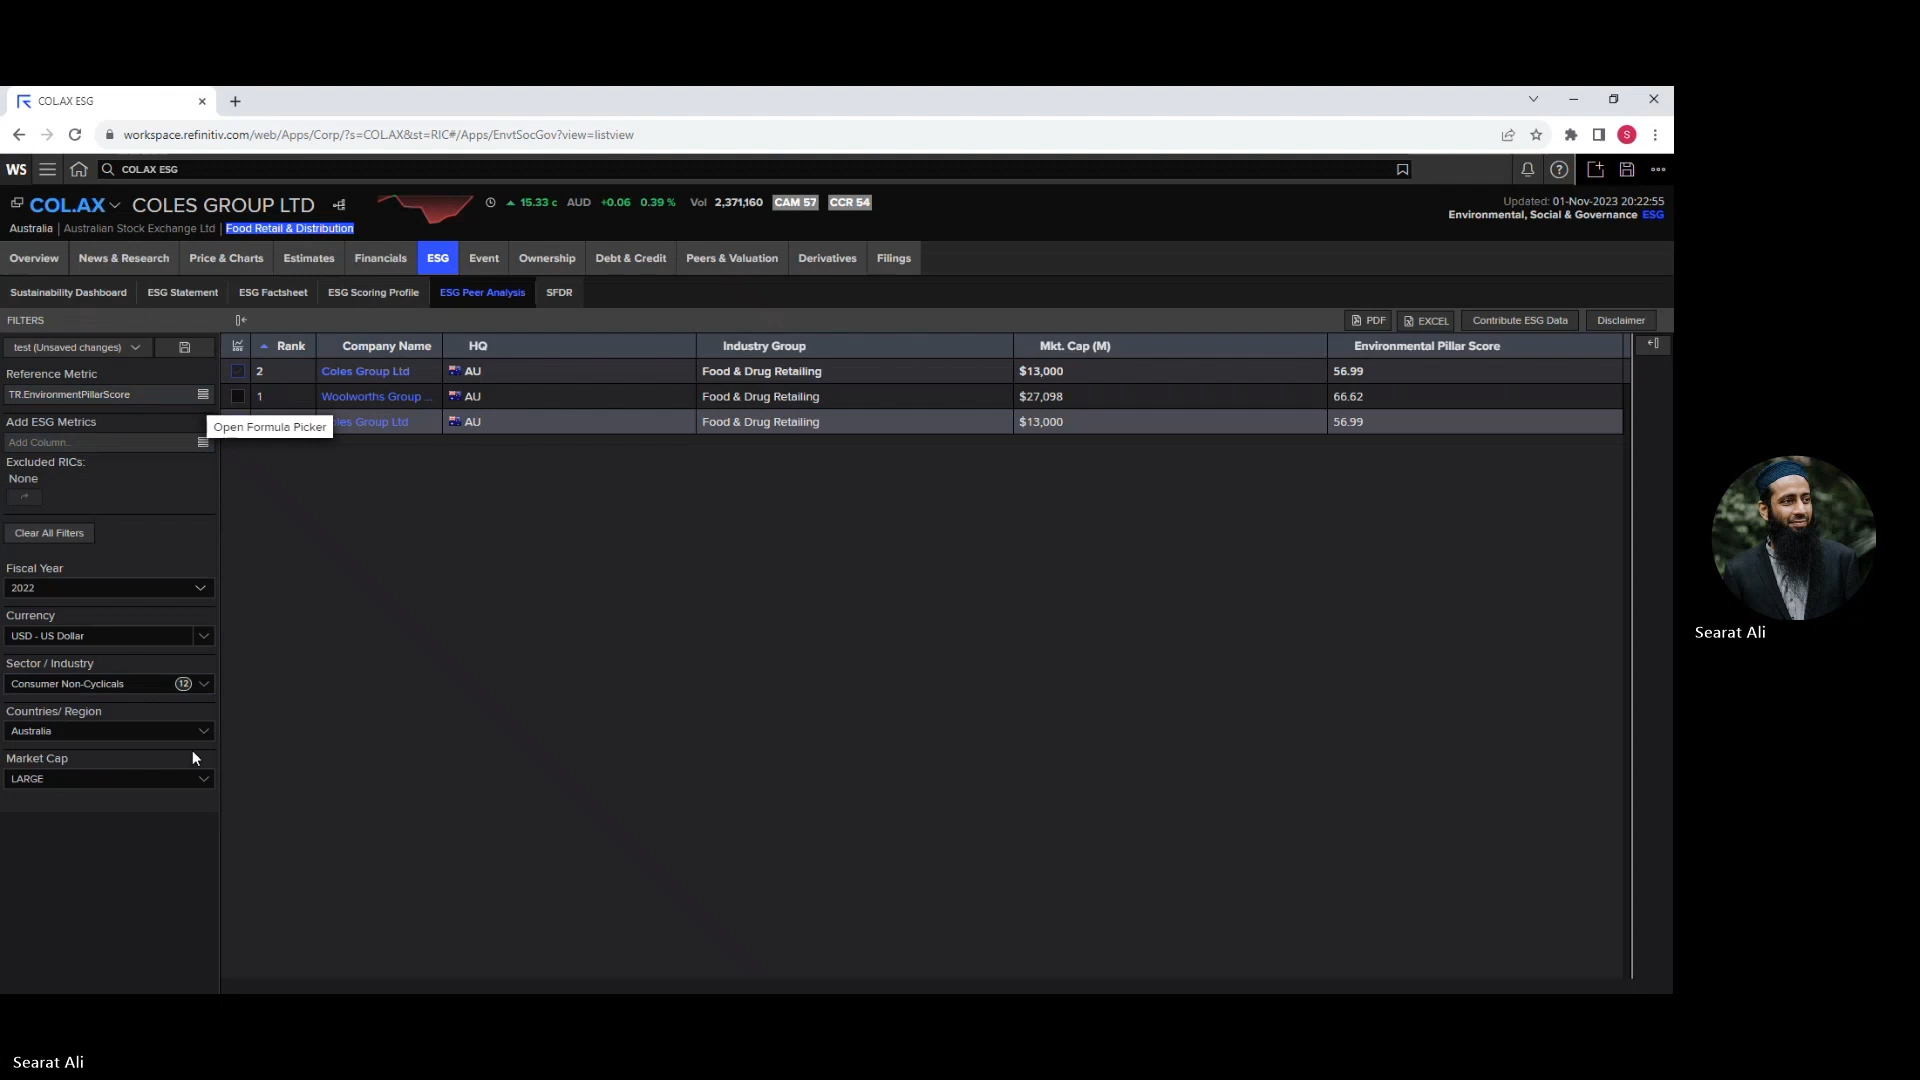 COL.AX ESG
workspace.refinitiv.com/web/Apps/Corp/?s=COL.AX&st=RIC#/Apps/EnvtSocGov?view=listview
S
WS
COL.AX ESG
COL.AX COLES GROUP LTD
15.33 c AUD +0.06 0.39 % Vol 2,371,160 CAM 57 CCR 54
Updated: 01-Nov-2023 20:22:55
Environmental, Social & Governance ESG
Australia | Australian Stock Exchange Ltd | Food Retail & Distribution
Overview News & Research Price & Charts Estimates Financials ESG Event Ownership Debt & Credit Peers & Valuation Derivatives Filings
Sustainability Dashboard ESG Statement ESG Factsheet ESG Scoring Profile ESG Peer Analysis SFDR
FILTERS
PDF EXCEL Contribute ESG Data Disclaimer
test (Unsaved changes)
Reference Metric
TR.EnvironmentPillarScore
Add ESG Metrics
Add Column...
Open Formula Picker
Excluded RICs:
None
Clear All Filters
Fiscal Year
2022
Currency
USD - US Dollar
Sector / Industry
Consumer Non-Cyclicals 12
Countries/ Region
Australia
Market Cap
LARGE
Rank Company Name HQ Industry Group Mkt. Cap (M) Environmental Pillar Score
2 Coles Group Ltd AU Food & Drug Retailing $13,000 56.99
1 Woolworths Group ... AU Food & Drug Retailing $27,098 66.62
les Group Ltd AU Food & Drug Retailing $13,000 56.99
Searat Ali
Searat Ali